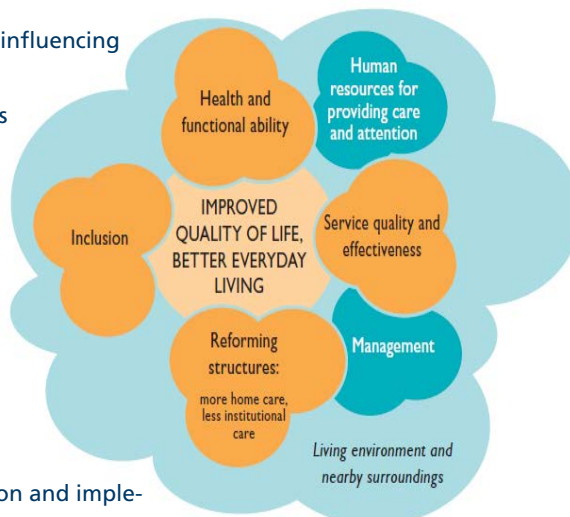 influencing
s
Health and
functional ability
Human
resources for
providing care
and attention
Inclusion
IMPROVED
QUALITY OF LIFE,
BETTER EVERYDAY
LIVING
Service quality and
effectiveness
Reforming
structures:
more home care,
less institutional
care
Management
Living environment and
nearby surroundings
on and imple-